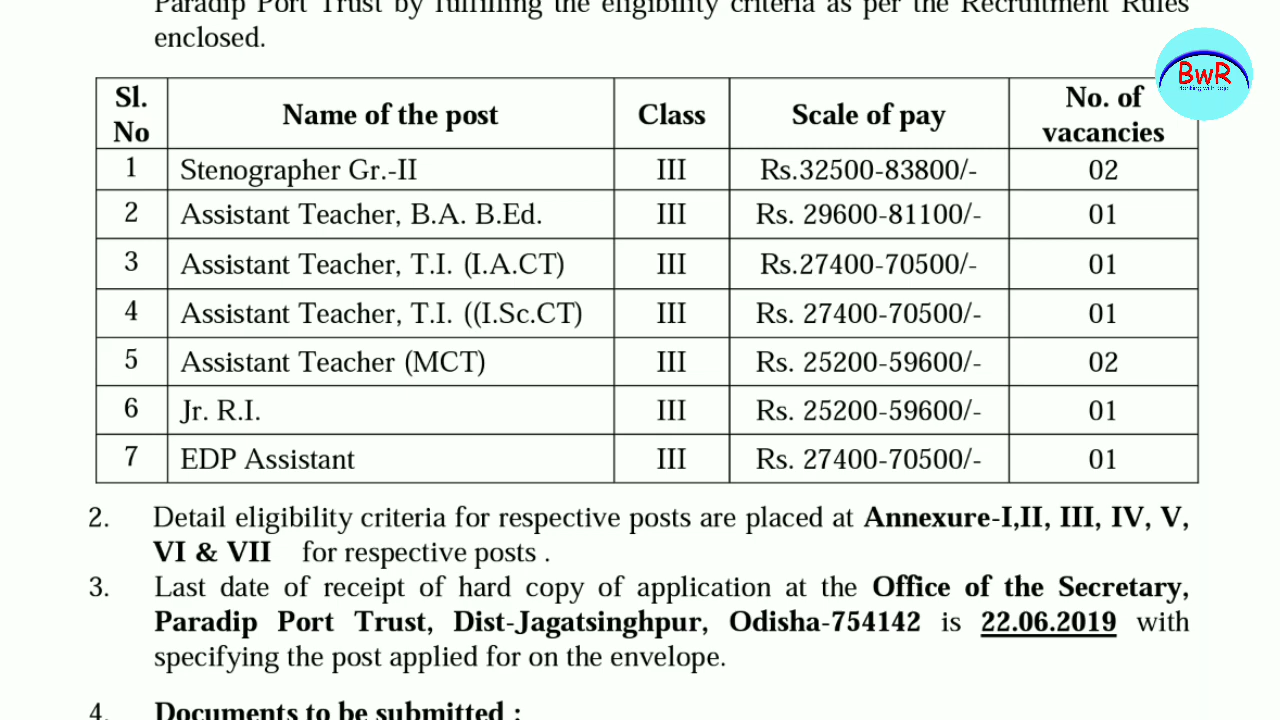 Paradip Port Trust by fulfilling the eligibility criteria as per the Recruitment Rules
enclosed.
BwR
Sl. No Name of the post Class Scale of pay No. of vacancies
1 Stenographer Gr.-II III Rs.32500-83800/- 02
2 Assistant Teacher, B.A. B.Ed. III Rs. 29600-81100/- 01
3 Assistant Teacher, T.I. (I.A.CT) III Rs.27400-70500/- 01
4 Assistant Teacher, T.I. ((I.Sc.CT) III Rs. 27400-70500/- 01
5 Assistant Teacher (MCT) III Rs. 25200-59600/- 02
6 Jr. R.I. III Rs. 25200-59600/- 01
7 EDP Assistant III Rs. 27400-70500/- 01
2. Detail eligibility criteria for respective posts are placed at Annexure-I,II, III, IV, V,
VI & VII for respective posts .
3. Last date of receipt of hard copy of application at the Office of the Secretary,
Paradip Port Trust, Dist-Jagatsinghpur, Odisha-754142 is 22.06.2019 with
specifying the post applied for on the envelope.
4. Documents to be submitted :